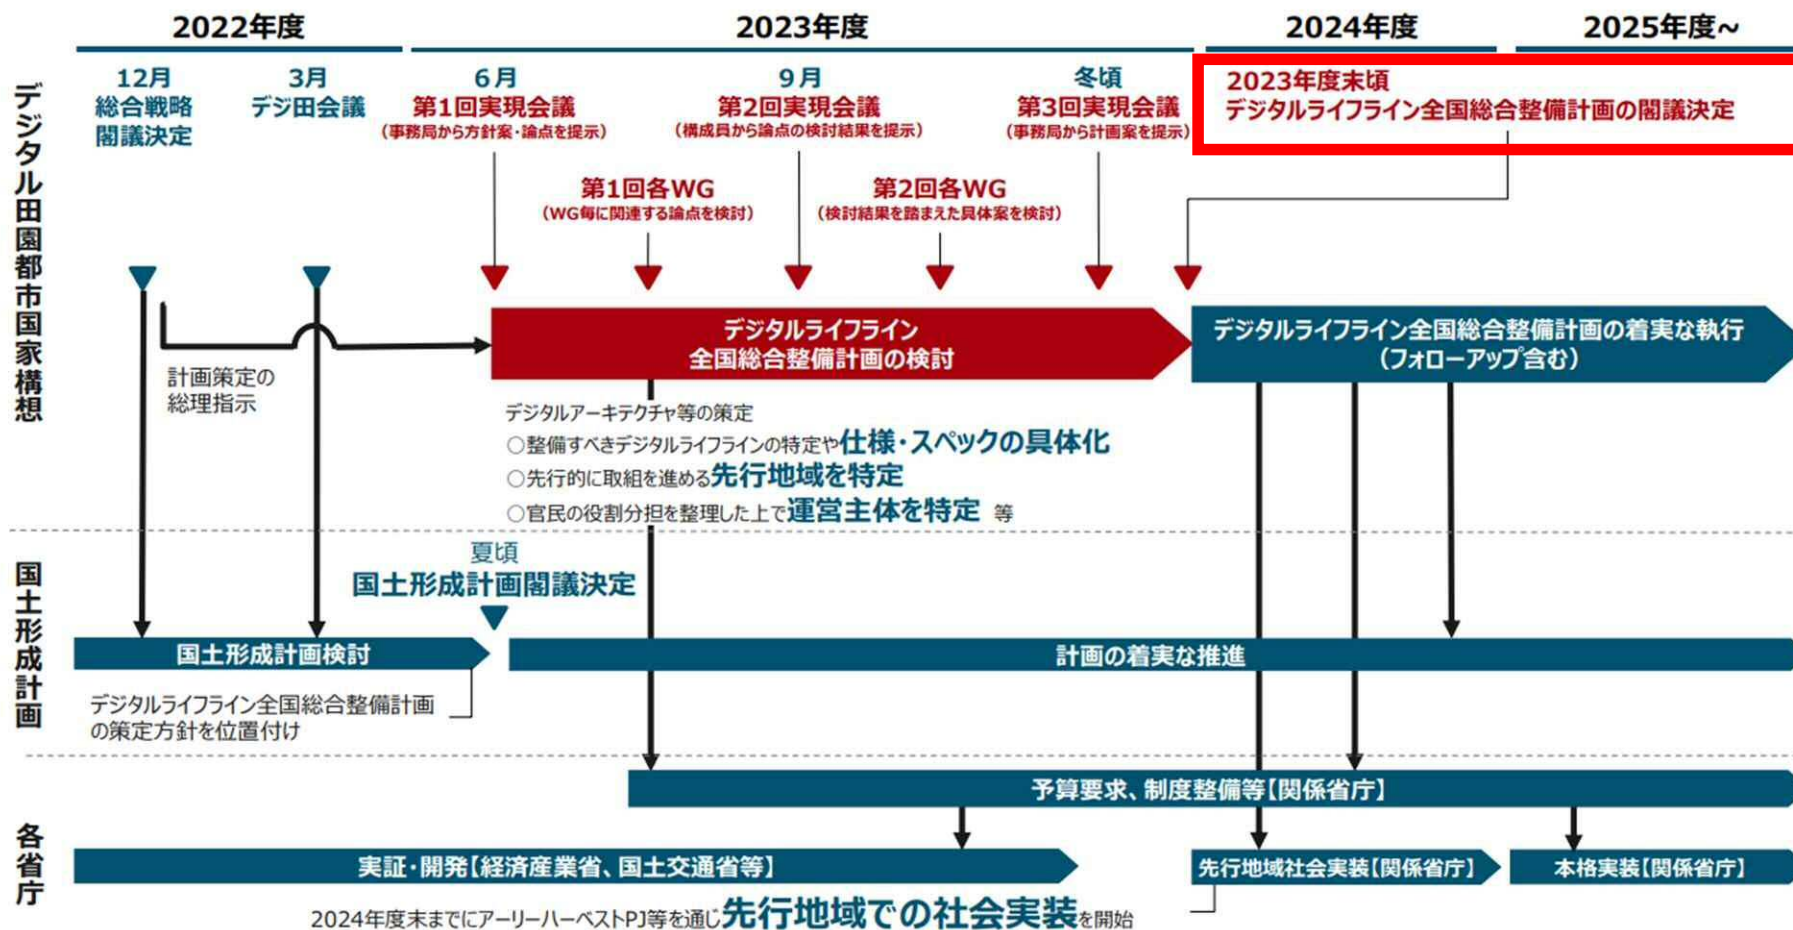 2022年度
2023年度
2024年度
2025年度~
デジタル田園都市国家構想
12月
総合戦略
閣議決定
3月
デジ田会議
6月
第1回実現会議
(事務局から方針案・論点を提示)
9月
第2回実現会議
(構成員から論点の検討結果を提示)
冬頃
第3回実現会議
(事務局から計画案を提示)
2023年度末頃
デジタルライフライン全国総合整備計画の閣議決定
第1回各WG
(WG毎に関連する論点を検討)
第2回各WG
(検討結果を踏まえた具体案を検討)
計画策定の
総理指示
デジタルライフライン
全国総合整備計画の検討
デジタルライフライン全国総合整備計画の着実な執行
(フォローアップ含む)
デジタルアーキテクチャ等の策定
○整備すべきデジタルライフラインの特定や仕様・スペックの具体化
○先行的に取組を進める先行地域を特定
○官民の役割分担を整理した上で運営主体を特定 等
国土形成計画
夏頃
国土形成計画閣議決定
国土形成計画検討
計画の着実な推進
デジタルライフライン全国総合整備計画
の策定方針を位置付け
各省庁
予算要求、制度整備等【関係省庁】
実証・開発【経済産業省、国土交通省等】
先行地域社会実装【関係省庁】
本格実装【関係省庁】
2024年度末までにアーリーハーベストPJ等を通じ先行地域での社会実装を開始